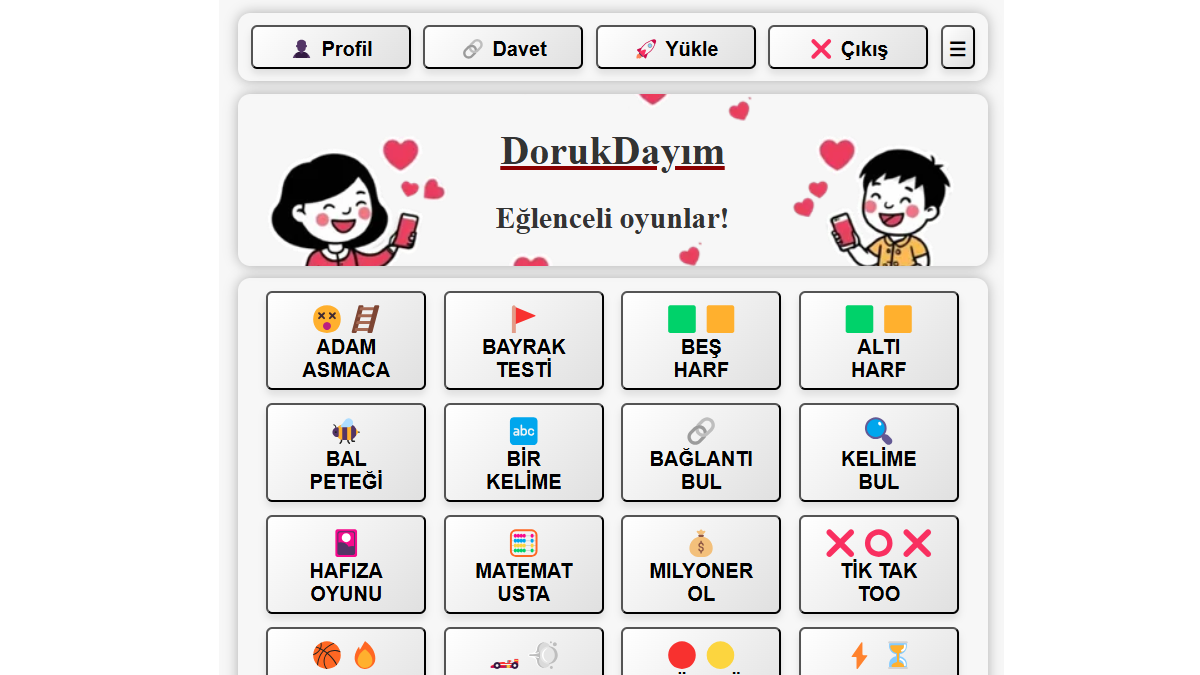 Profil
Davet
Yükle
Çıkış
DorukDayım
Eğlenceli oyunlar!
ADAM
ASMACA
BAYRAK
TESTİ
BEŞ
HARF
ALTI
HARF
BAL
PETEĞİ
abc
BİR
KELİME
BAĞLANTI
BUL
KELİME
BUL
HAFIZA
OYUNU
MATEMAT
USTA
MILYONER
OL
TİK TAK
TOO